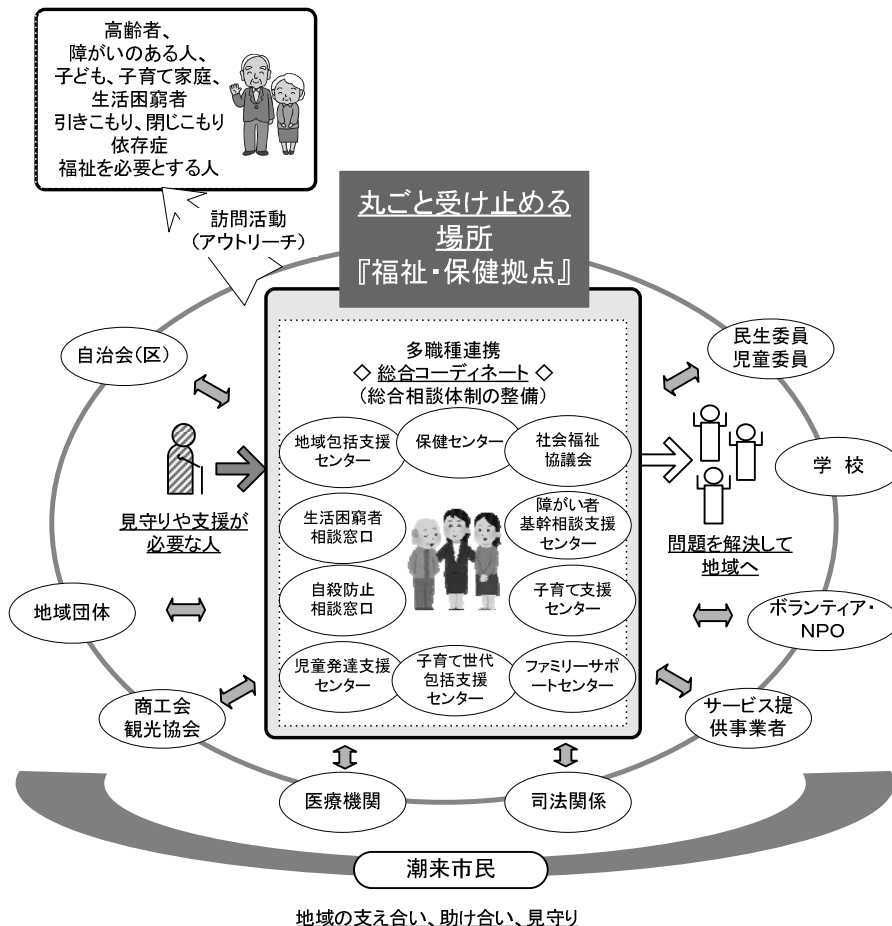 高齢者、
障がいのある人、
子ども、子育て家庭、
生活困窮者
引きこもり、閉じこもり
依存症
福祉を必要とする人
訪問活動
（アウトリーチ）
丸ごと受け止める
場所
『福祉・保健拠点』
多職種連携
◇ 総合コーディネート ◇
（総合相談体制の整備）
自治会（区）
民生委員
児童委員
地域包括支援
センター
保健センター
社会福祉
協議会
学 校
見守りや支援が
必要な人
生活困窮者
相談窓口
障がい者
基幹相談支援
センター
問題を解決して
地域へ
地域団体
自殺防止
相談窓口
子育て支援
センター
ボランティア・
NPO
児童発達支援
センター
子育て世代
包括支援
センター
ファミリーサポ
ートセンター
商工会
観光協会
サービス提
供事業者
医療機関
司法関係
潮来市民
地域の支え合い、助け合い、見守り